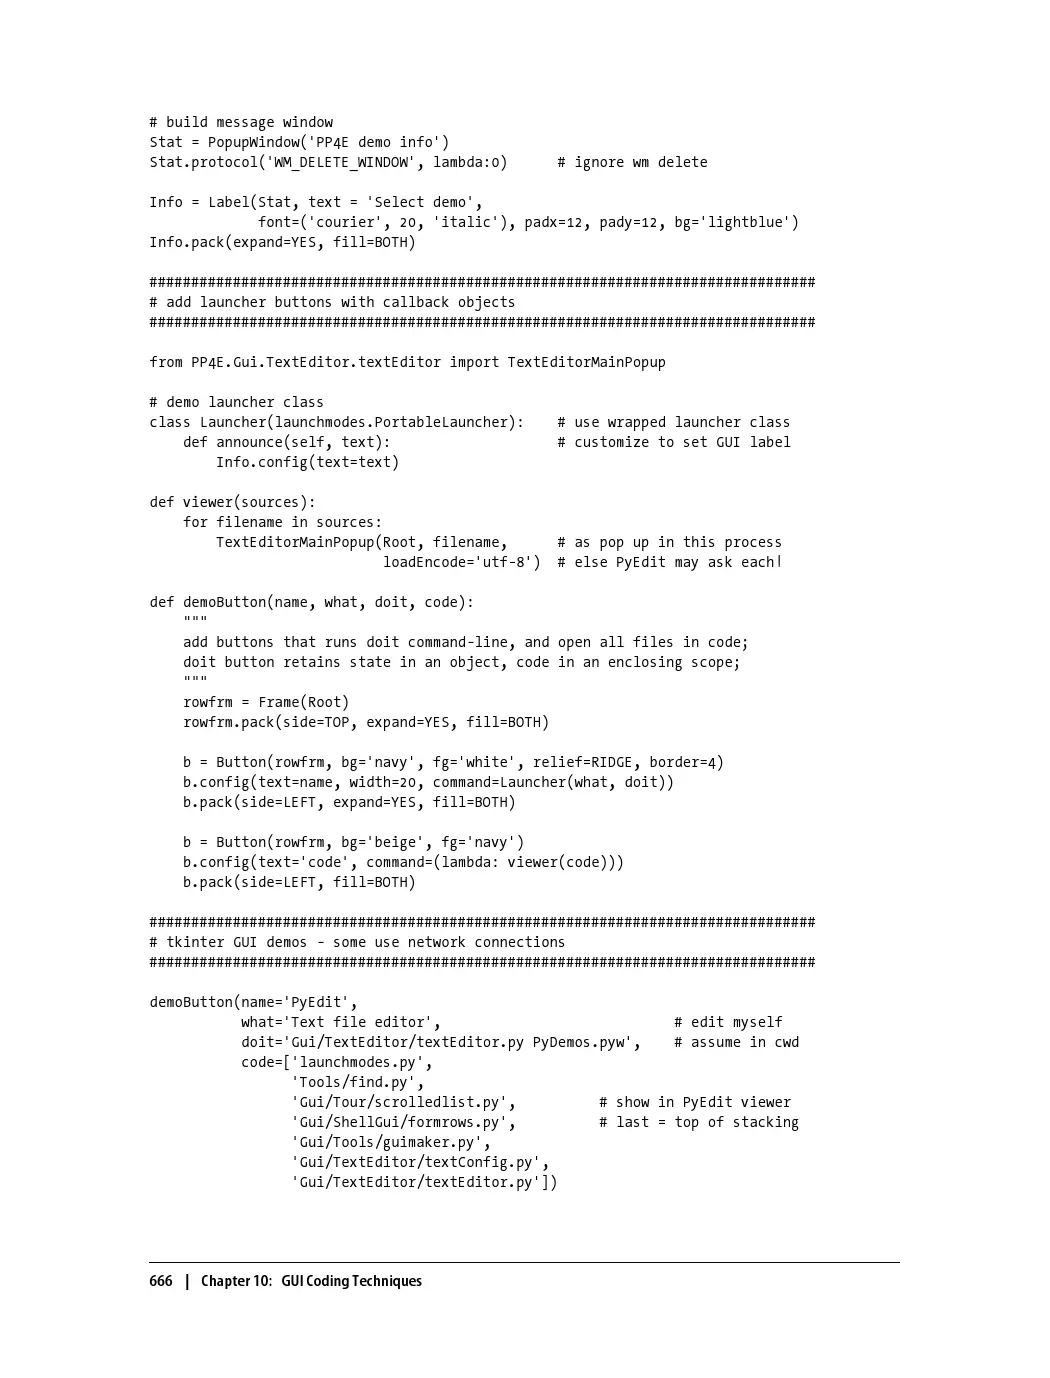 # build message window
Stat = PopupWindow('PP4E demo info')
Stat.protocol('WM_DELETE_WINDOW', lambda:0)      # ignore wm delete
Info = Label(Stat, text = 'Select demo',
             font=('courier', 20, 'italic'), padx=12, pady=12, bg='lightblue')
Info.pack(expand=YES, fill=BOTH)
################################################################################
# add launcher buttons with callback objects
################################################################################
from PP4E.Gui.TextEditor.textEditor import TextEditorMainPopup
# demo launcher class
class Launcher(launchmodes.PortableLauncher):    # use wrapped launcher class
    def announce(self, text):                    # customize to set GUI label
        Info.config(text=text)
def viewer(sources):
    for filename in sources:
        TextEditorMainPopup(Root, filename,      # as pop up in this process
                            loadEncode='utf-8')  # else PyEdit may ask each|
def demoButton(name, what, doit, code):
    """
    add buttons that runs doit command-line, and open all files in code;
    doit button retains state in an object, code in an enclosing scope;
    """
    rowfrm = Frame(Root)
    rowfrm.pack(side=TOP, expand=YES, fill=BOTH)
    b = Button(rowfrm, bg='navy', fg='white', relief=RIDGE, border=4)
    b.config(text=name, width=20, command=Launcher(what, doit))
    b.pack(side=LEFT, expand=YES, fill=BOTH)
    b = Button(rowfrm, bg='beige', fg='navy')
    b.config(text='code', command=(lambda: viewer(code)))
    b.pack(side=LEFT, fill=BOTH)
################################################################################
# tkinter GUI demos - some use network connections
################################################################################
demoButton(name='PyEdit',
           what='Text file editor',                            # edit myself
           doit='Gui/TextEditor/textEditor.py PyDemos.pyw',    # assume in cwd
           code=['launchmodes.py',
                 'Tools/find.py',
                 'Gui/Tour/scrolledlist.py',          # show in PyEdit viewer
                 'Gui/ShellGui/formrows.py',          # last = top of stacking
                 'Gui/Tools/guimaker.py',
                 'Gui/TextEditor/textConfig.py',
                 'Gui/TextEditor/textEditor.py'])
666 | Chapter 10: GUI Coding Techniques